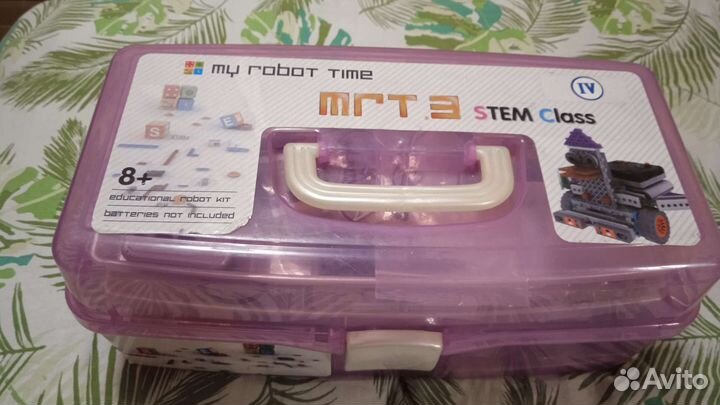 my robot time
IV
mrt.3 STEM Class
S E
8+
educational robot kit
batteries not included
Avito